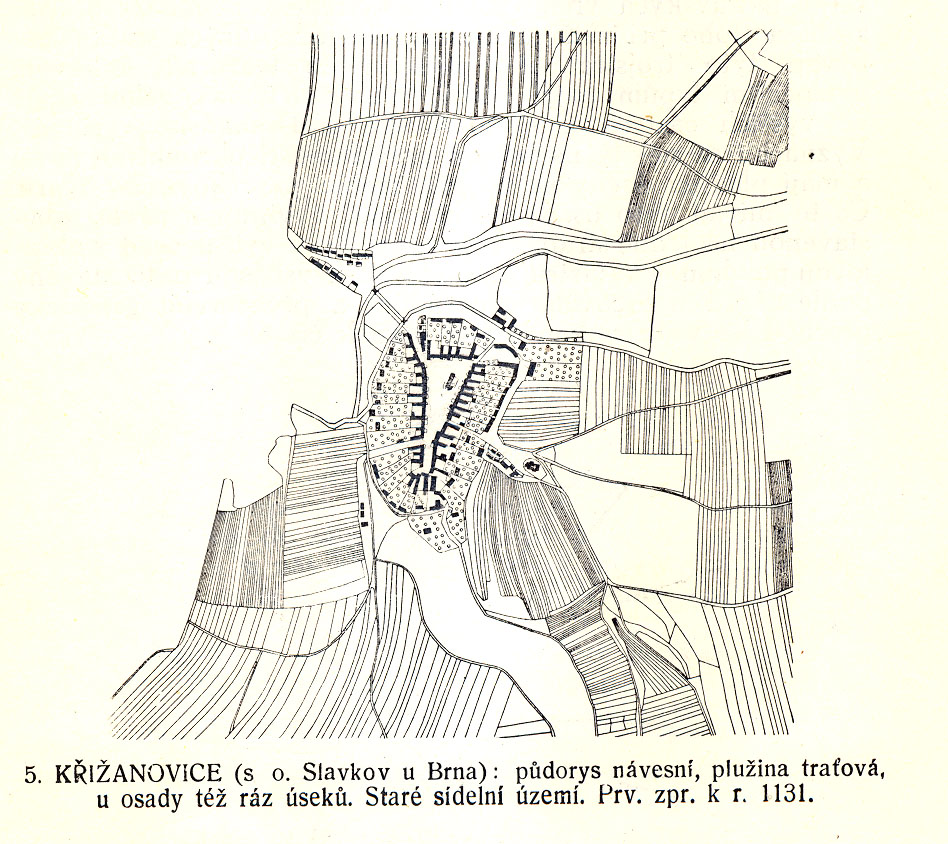 5. KŘIŽANOVICE (s o. Slavkov u Brna): půdorys návesní, plužina traťová,
u osady též ráz úseků. Staré sídelní území. Prv. zpr. k r. 1131.